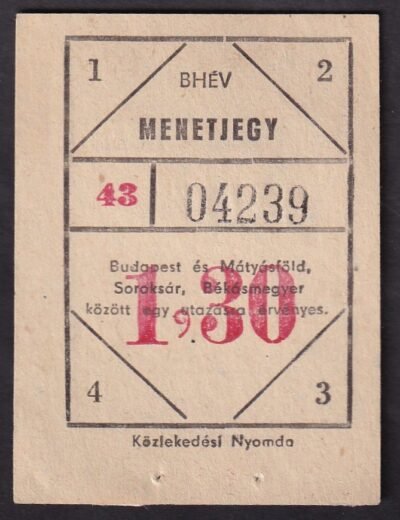 1 2
BHÉV
MENETJEGY
43 04239
Budapest és Mátyásföld,
Soroksár, Békásmegyer
között egy utazásra érvényes.
1,30
4 3
Közlekedési Nyomda